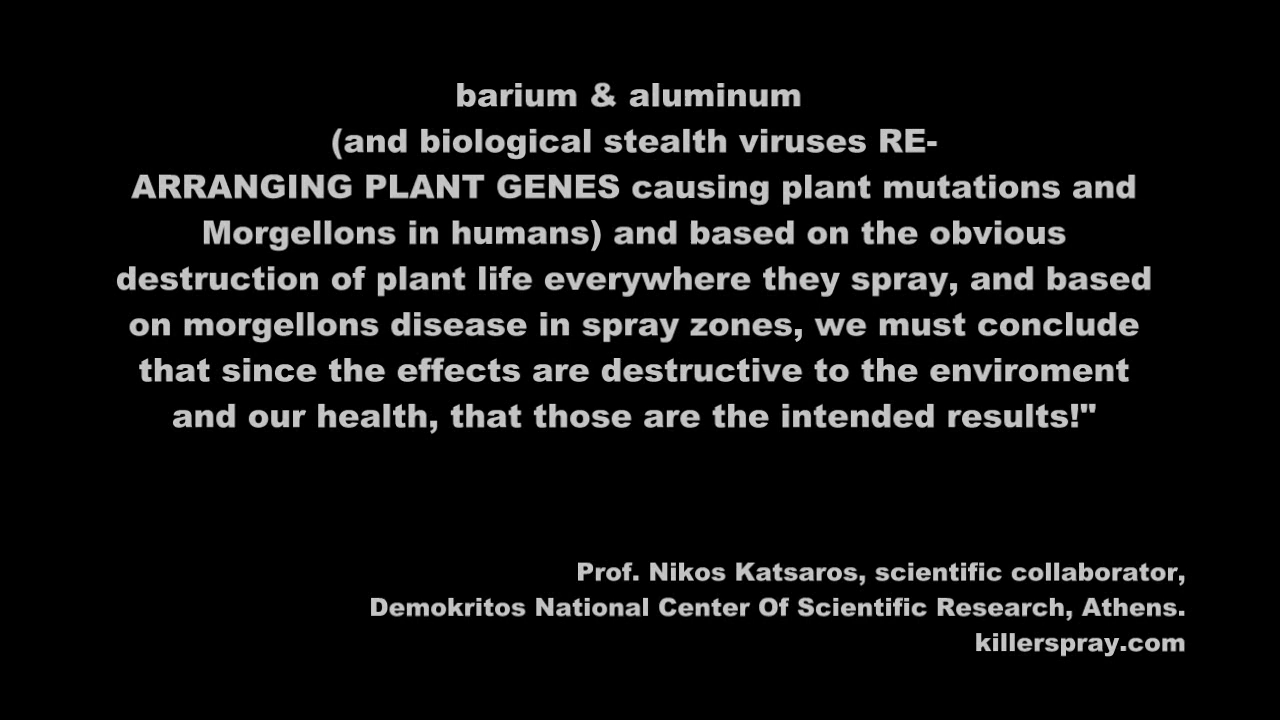 barium & aluminum
(and biological stealth viruses RE-
ARRANGING PLANT GENES causing plant mutations and
Morgellons in humans) and based on the obvious
destruction of plant life everywhere they spray, and based
on morgellons disease in spray zones, we must conclude
that since the effects are destructive to the enviroment
and our health, that those are the intended results!"
Prof. Nikos Katsaros, scientific collaborator,
Demokritos National Center Of Scientific Research, Athens.
killerspray.com